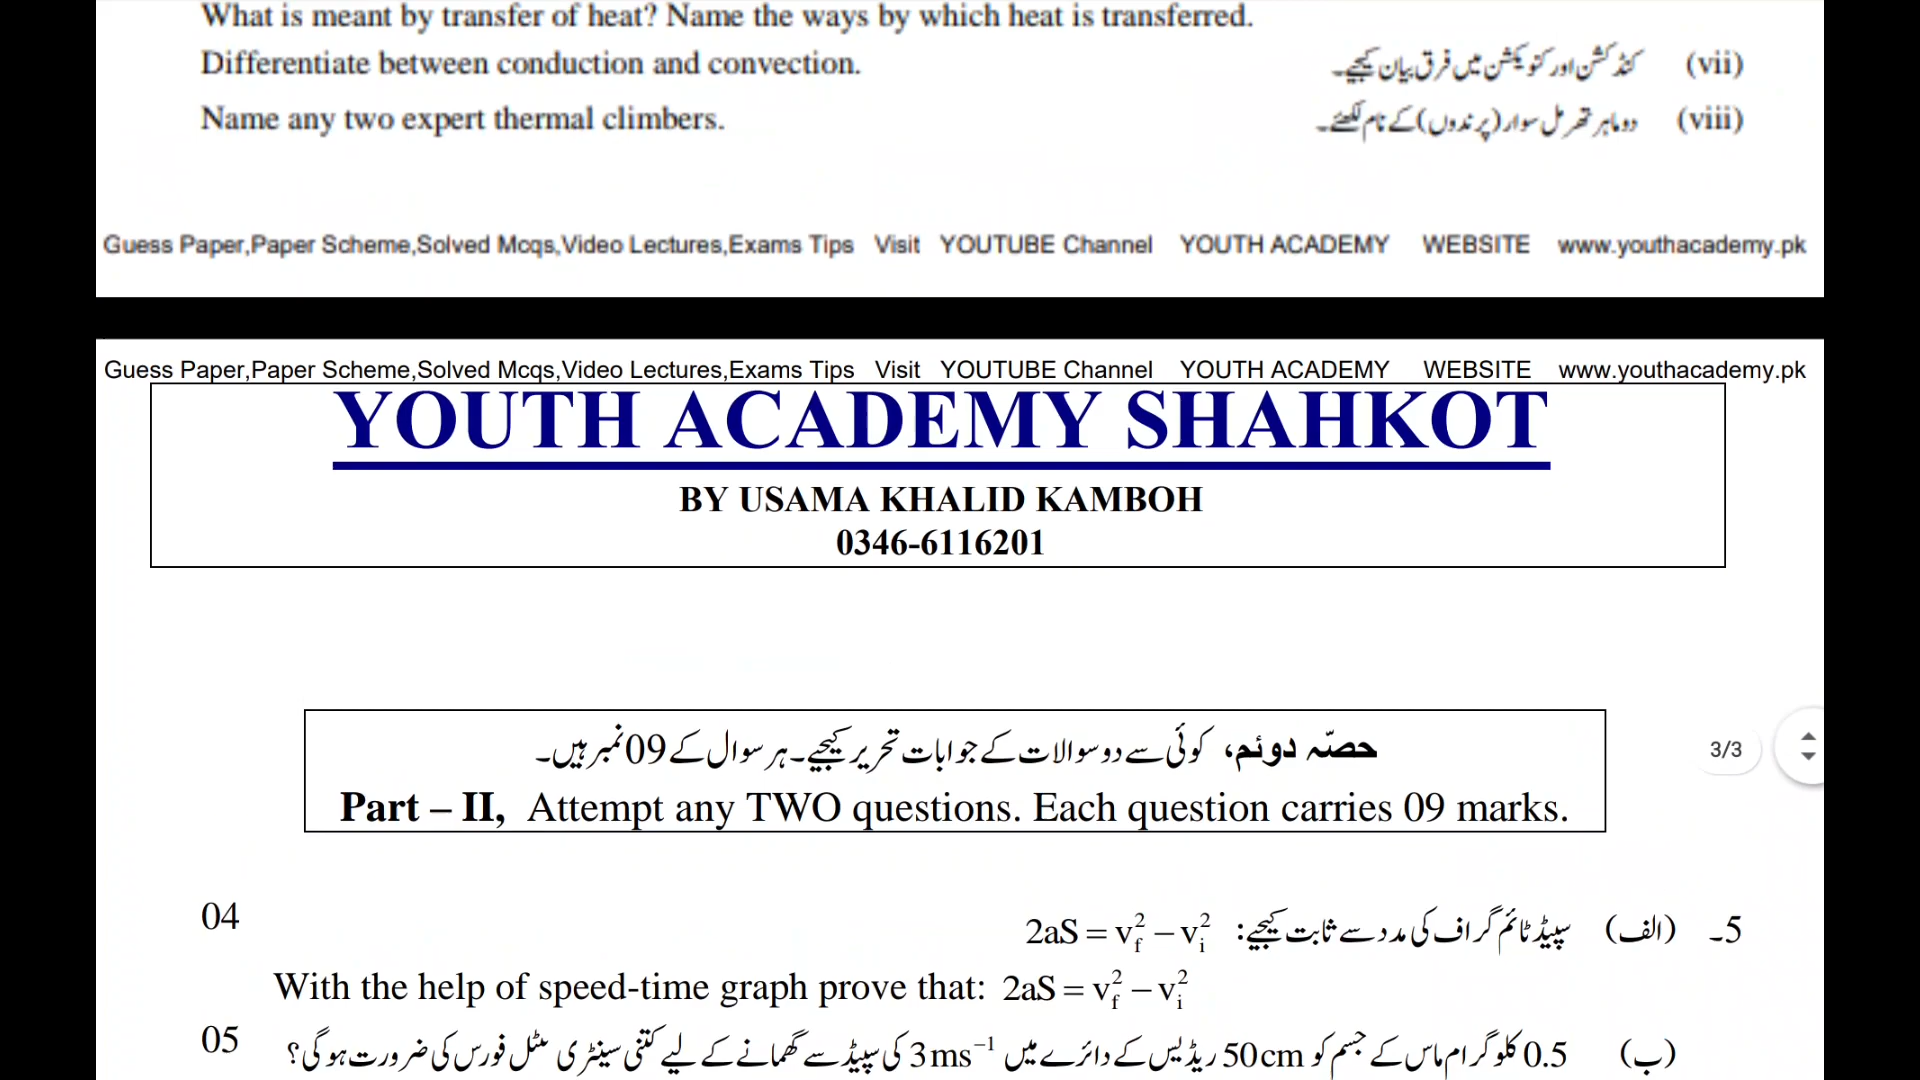 What is meant by transfer of heat? Name the ways by which heat is transferred.
(vii) کنڈکشن اور کنویکشن میں فرق بیان کیجیے۔
Differentiate between conduction and convection.
(viii) دو ماہر تھرمل سوار (پرندوں) کے نام لکھئے۔
Name any two expert thermal climbers.
Guess Paper,Paper Scheme,Solved Mcqs,Video Lectures,Exams Tips Visit YOUTUBE Channel YOUTH ACADEMY WEBSITE www.youthacademy.pk
Guess Paper,Paper Scheme,Solved Mcqs,Video Lectures,Exams Tips Visit YOUTUBE Channel YOUTH ACADEMY WEBSITE www.youthacademy.pk
YOUTH ACADEMY SHAHKOT
BY USAMA KHALID KAMBOH
0346-6116201
حصّہ دوئم، کوئی سے دو سوالات کے جوابات تحریر کیجیے۔ ہر سوال کے 09 نمبر ہیں۔
3/3
Part – II, Attempt any TWO questions. Each question carries 09 marks.
5۔ (الف) سپیڈ ٹائم گراف کی مدد سے ثابت کیجیے: 2aS = v_f^2 − v_i^2 04
With the help of speed-time graph prove that: 2aS = v_f^2 − v_i^2
(ب) 0.5 کلوگرام ماس کے جسم کو 50cm ریڈیس کے دائرے میں 3ms⁻¹ کی سپیڈ سے گھمانے کے لیے کتنی سینٹری پٹل فورس کی ضرورت ہوگی؟ 05